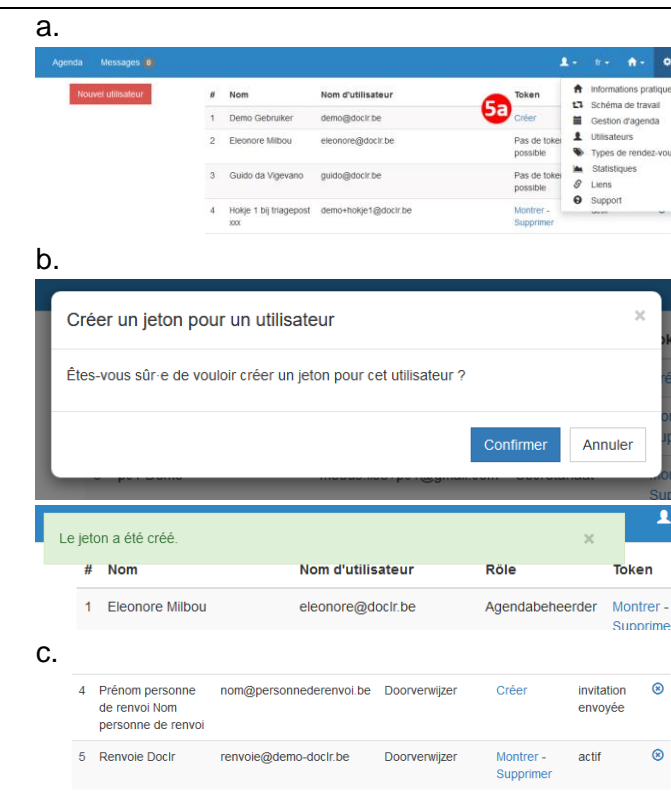 a.
Agenda Messages 0 fr
Nouvel utilisateur
# Nom Nom d'utilisateur Token
1 Demo Gebruiker demo@doclr.be 5a Créer
2 Eleonore Milbou eleonore@doclr.be Pas de token
possible
3 Guido da Vigevano guido@doclr.be Pas de token
possible
4 Hokje 1 bij triagepost demo+hokje1@doclr.be Montrer -
xxx Supprimer
Informations pratique
Schéma de travail
Gestion d'agenda
Utilisateurs
Types de rendez-vou
Statistiques
Liens
Support
b.
Créer un jeton pour un utilisateur ×
Êtes-vous sûr·e de vouloir créer un jeton pour cet utilisateur ?
Confirmer Annuler
Le jeton a été créé. ×
# Nom Nom d'utilisateur Rôle Token
1 Eleonore Milbou eleonore@doclr.be Agendabeheerder Montrer -
Supprime
c.
4 Prénom personne nom@personnederenvoi.be Doorverwijzer Créer invitation
de renvoi Nom envoyée
personne de renvoi
5 Renvoie Doclr renvoie@demo-doclr.be Doorverwijzer Montrer - actif
Supprimer